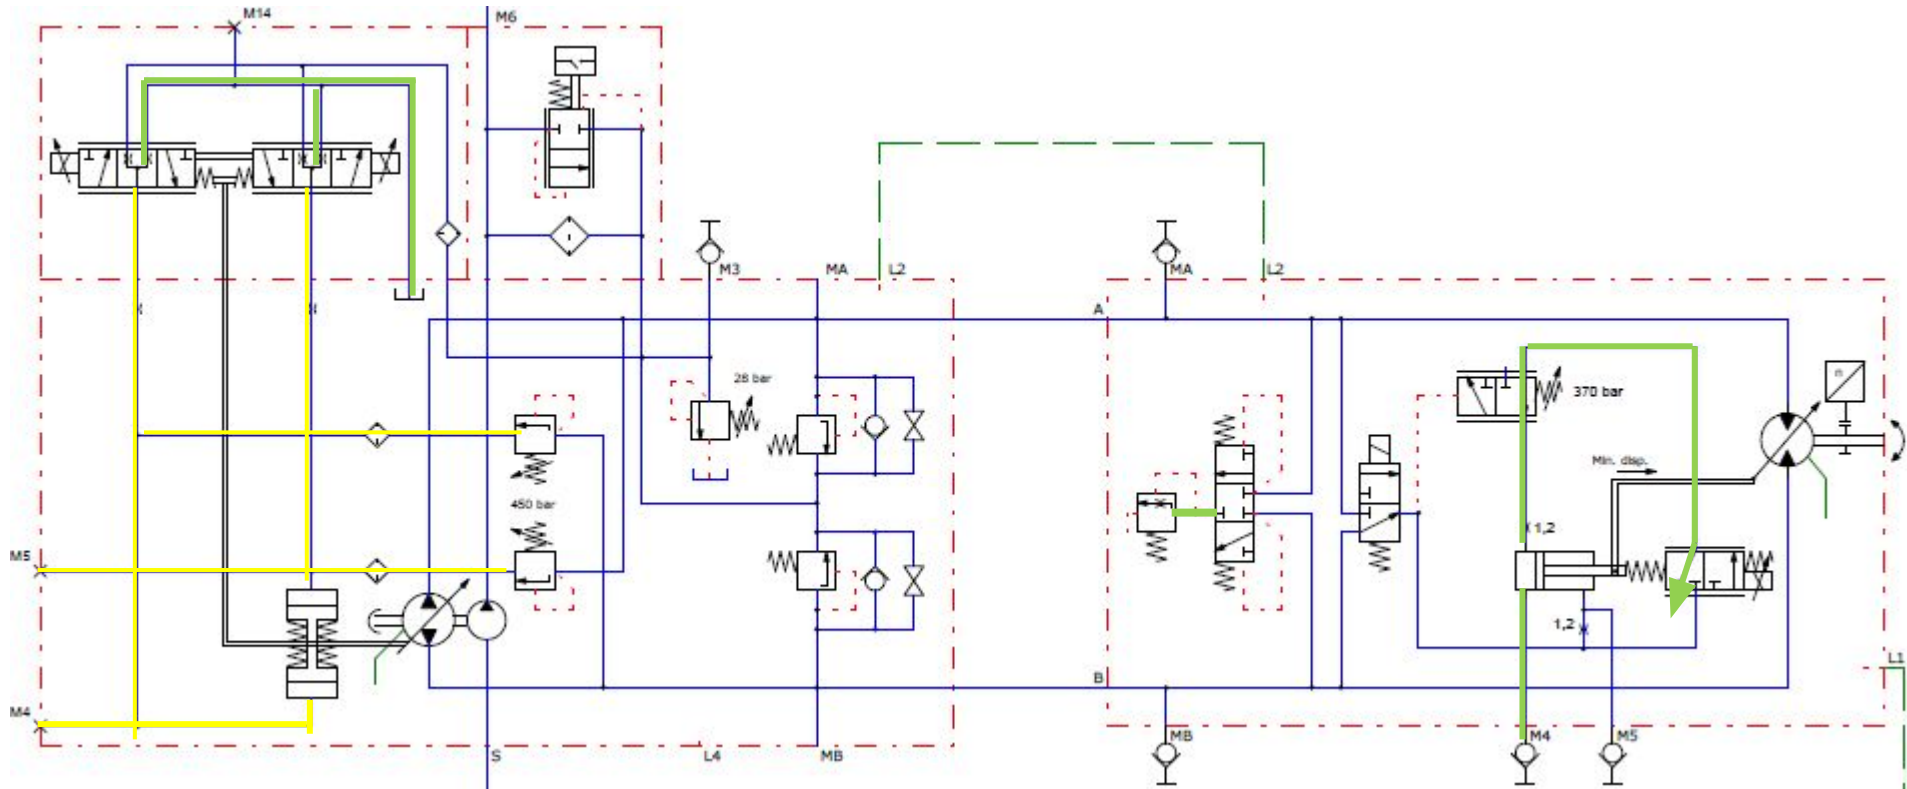 M14
M6
M3
MA
L2
MA
L2
A
28 bar
370 bar
n
Min. disp.
450 bar
1,2
M5
1,2
L1
B
M4
S
L4
MB
MB
M4
M5